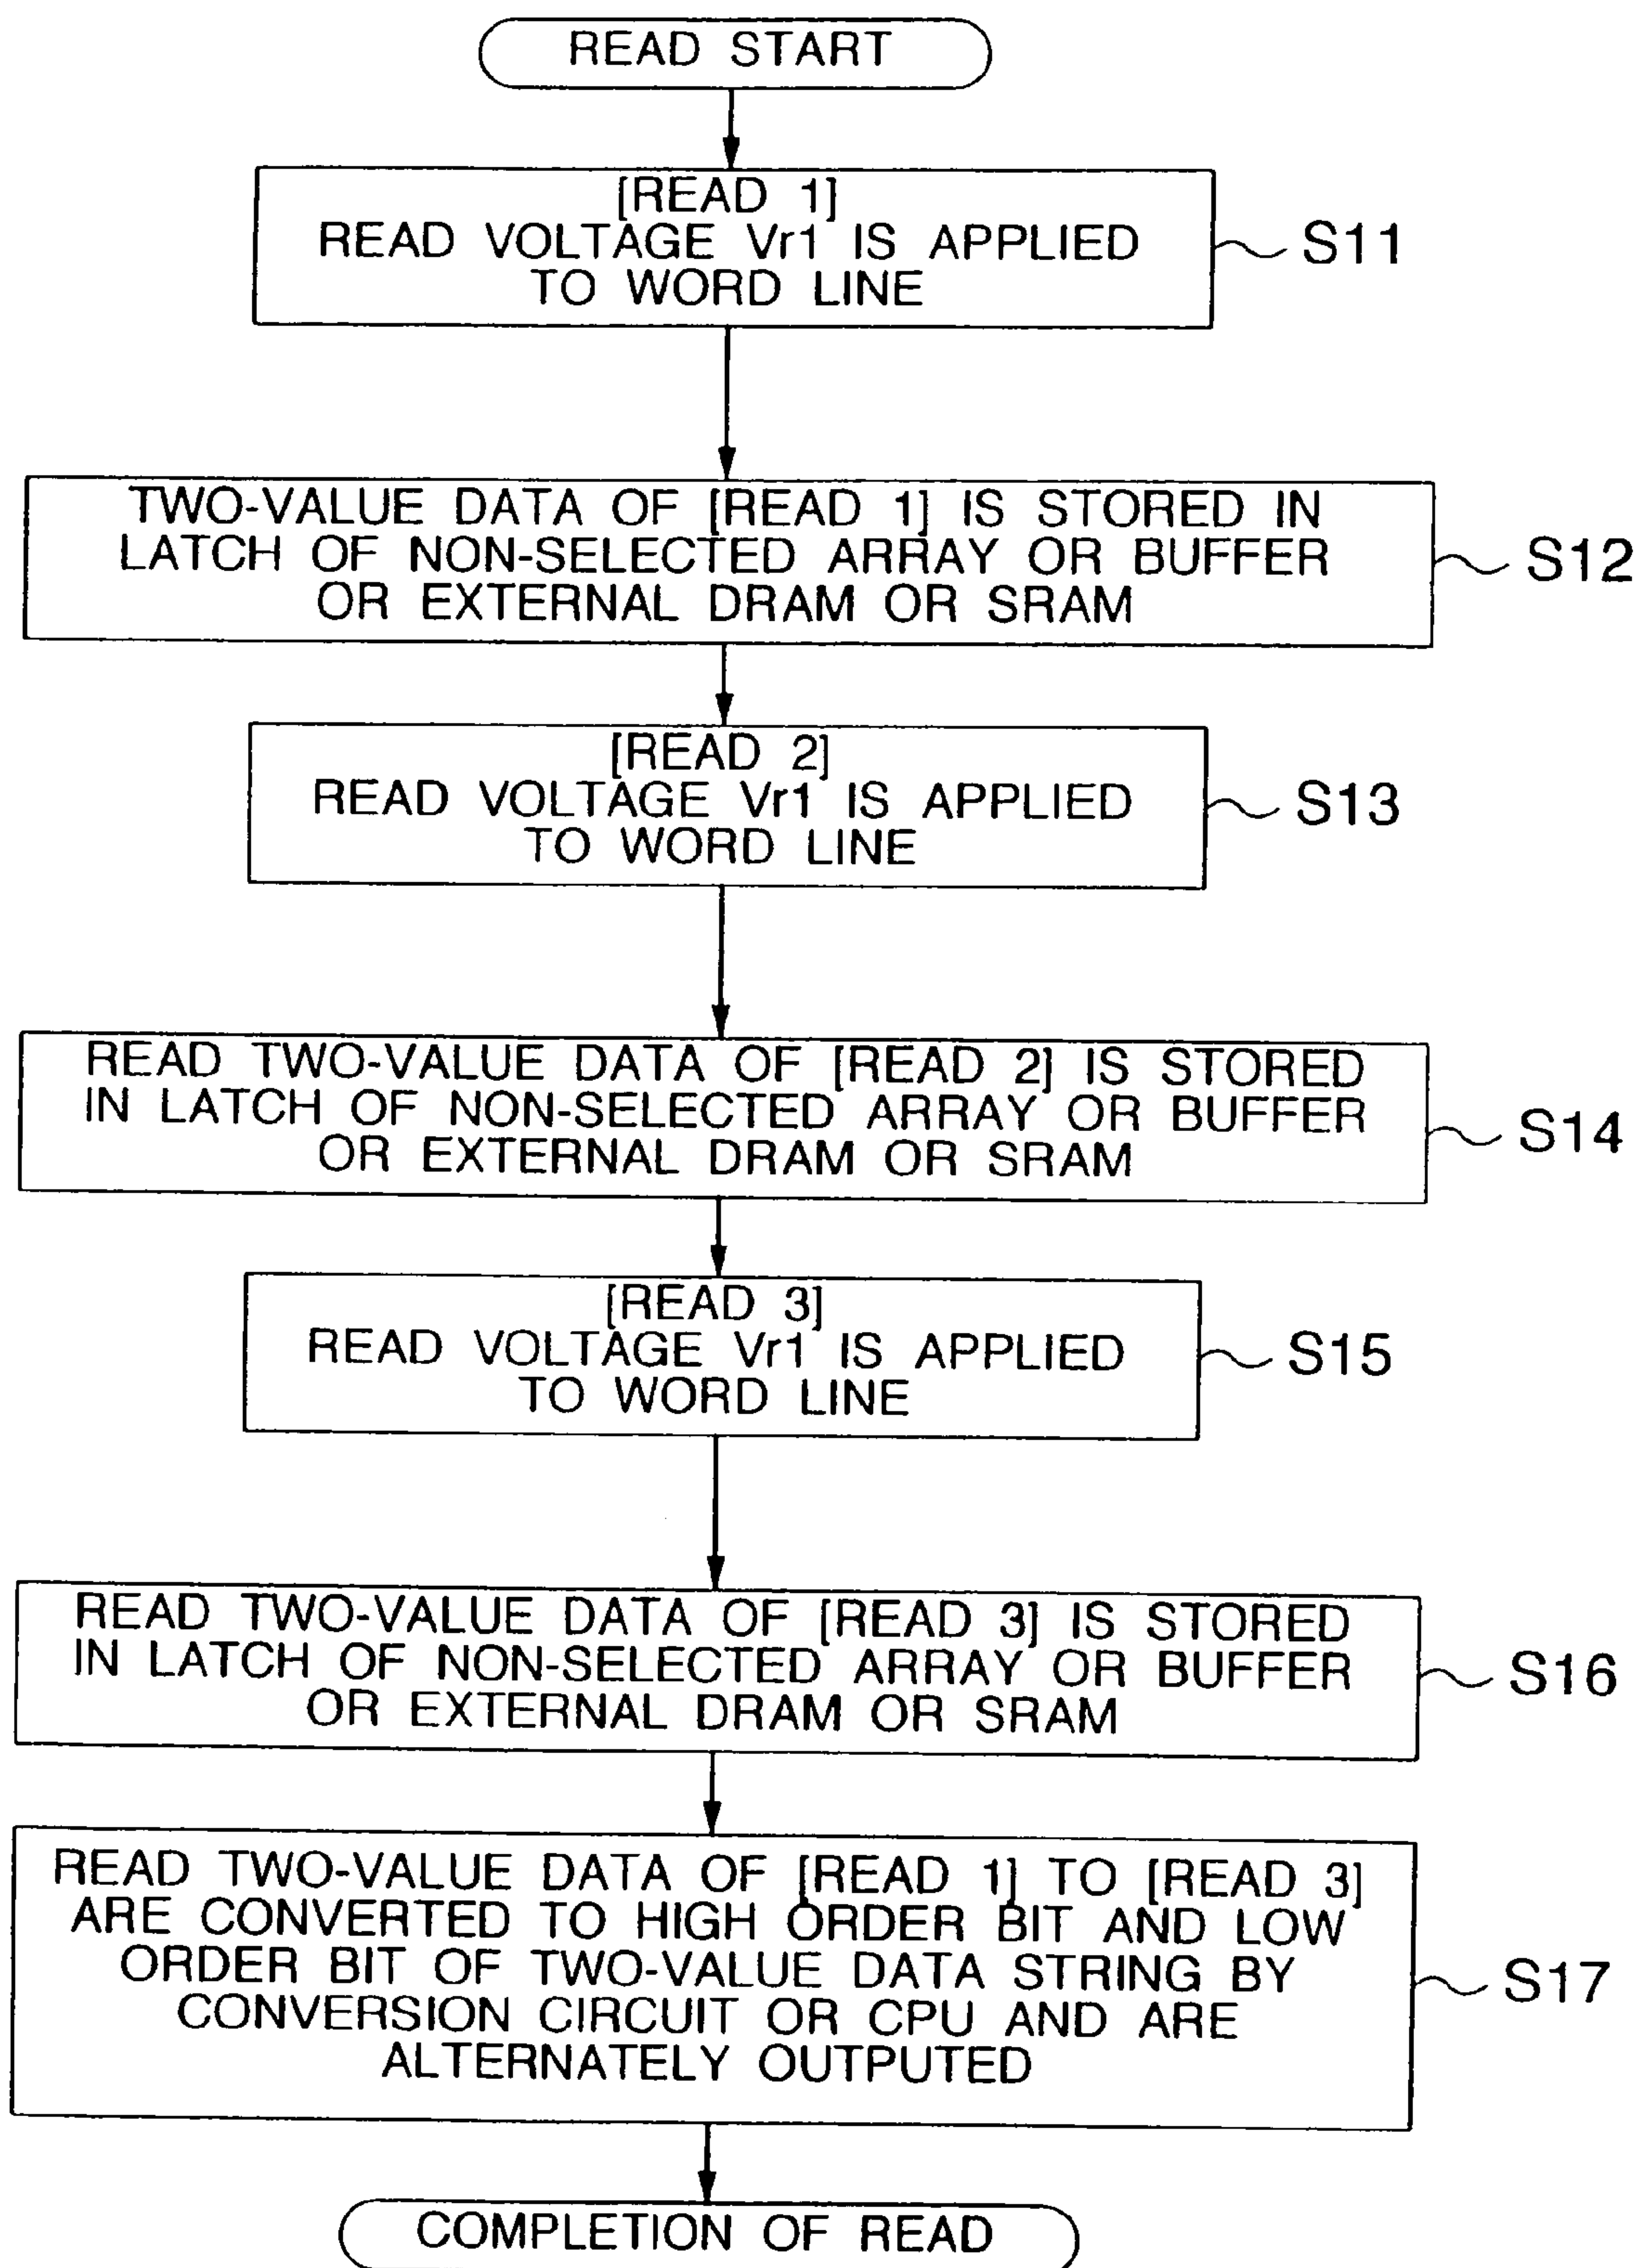 READ START
[READ 1]
READ VOLTAGE Vr1 IS APPLIED
TO WORD LINE
S11
TWO-VALUE DATA OF [READ 1] IS STORED IN
LATCH OF NON-SELECTED ARRAY OR BUFFER
OR EXTERNAL DRAM OR SRAM
S12
[READ 2]
READ VOLTAGE Vr1 IS APPLIED
TO WORD LINE
S13
READ TWO-VALUE DATA OF [READ 2] IS STORED
IN LATCH OF NON-SELECTED ARRAY OR BUFFER
OR EXTERNAL DRAM OR SRAM
S14
[READ 3]
READ VOLTAGE Vr1 IS APPLIED
TO WORD LINE
S15
READ TWO-VALUE DATA OF [READ 3] IS STORED
IN LATCH OF NON-SELECTED ARRAY OR BUFFER
OR EXTERNAL DRAM OR SRAM
S16
READ TWO-VALUE DATA OF [READ 1] TO [READ 3]
ARE CONVERTED TO HIGH ORDER BIT AND LOW
ORDER BIT OF TWO-VALUE DATA STRING BY
CONVERSION CIRCUIT OR CPU AND ARE
ALTERNATELY OUTPUTED
S17
COMPLETION OF READ